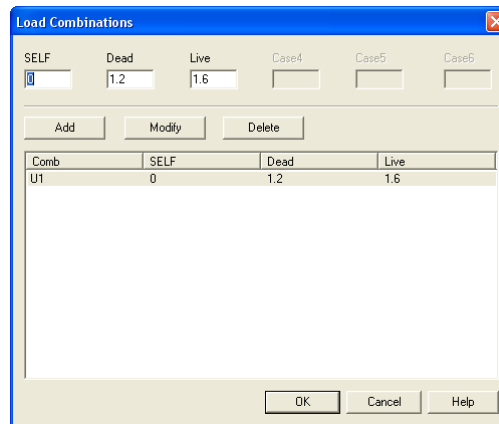 Load Combinations
SELF Dead Live Case4 Case5 Case6
0 1.2 1.6
Add Modify Delete
Comb SELF Dead Live
U1 0 1.2 1.6
OK Cancel Help